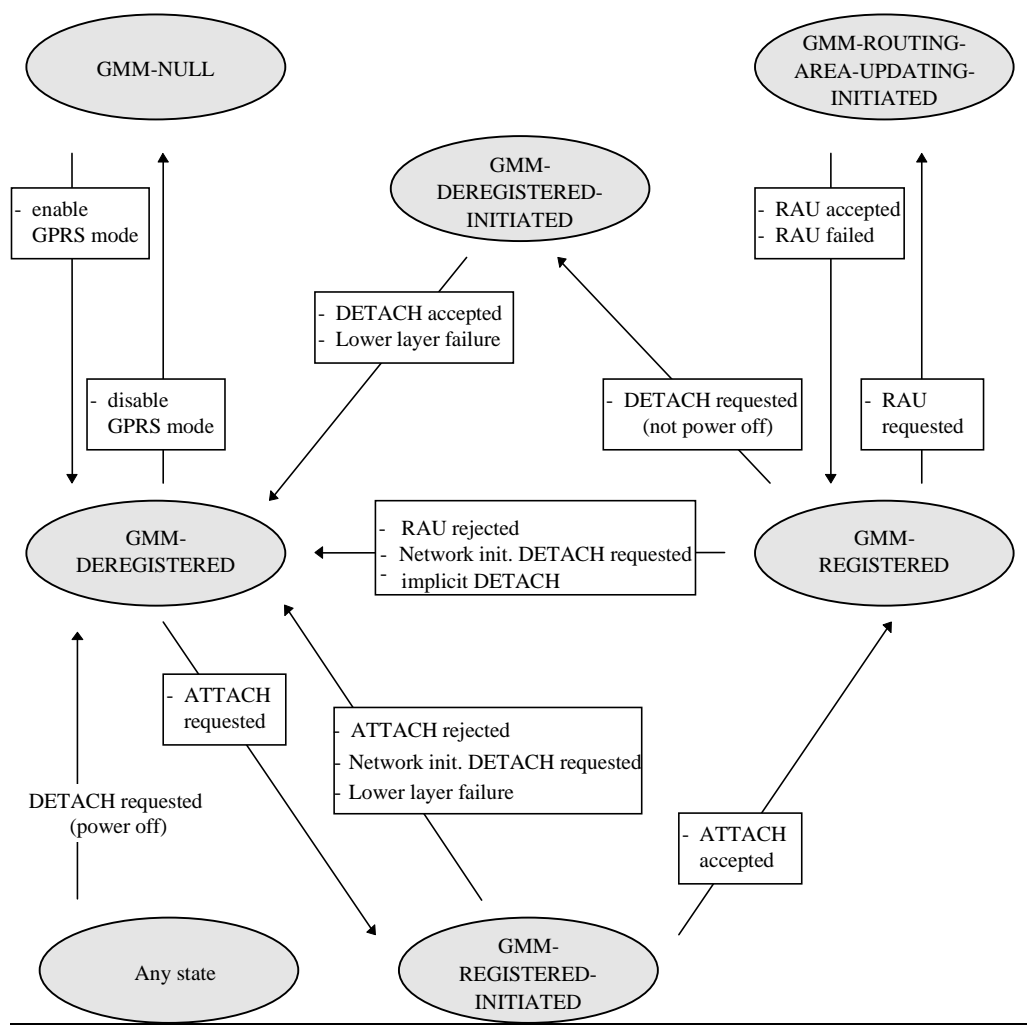 GMM-NULL
GMM-ROUTING-
AREA-UPDATING-
INITIATED
GMM-
DEREGISTERED-
INITIATED
- enable
GPRS mode
- RAU accepted
- RAU failed
- DETACH accepted
- Lower layer failure
- disable
GPRS mode
- DETACH requested
(not power off)
- RAU
requested
GMM-
DEREGISTERED
- RAU rejected
- Network init. DETACH requested
- implicit DETACH
GMM-
REGISTERED
- ATTACH
requested
- ATTACH rejected
- Network init. DETACH requested
- Lower layer failure
DETACH requested
(power off)
- ATTACH
accepted
Any state
GMM-
REGISTERED-
INITIATED